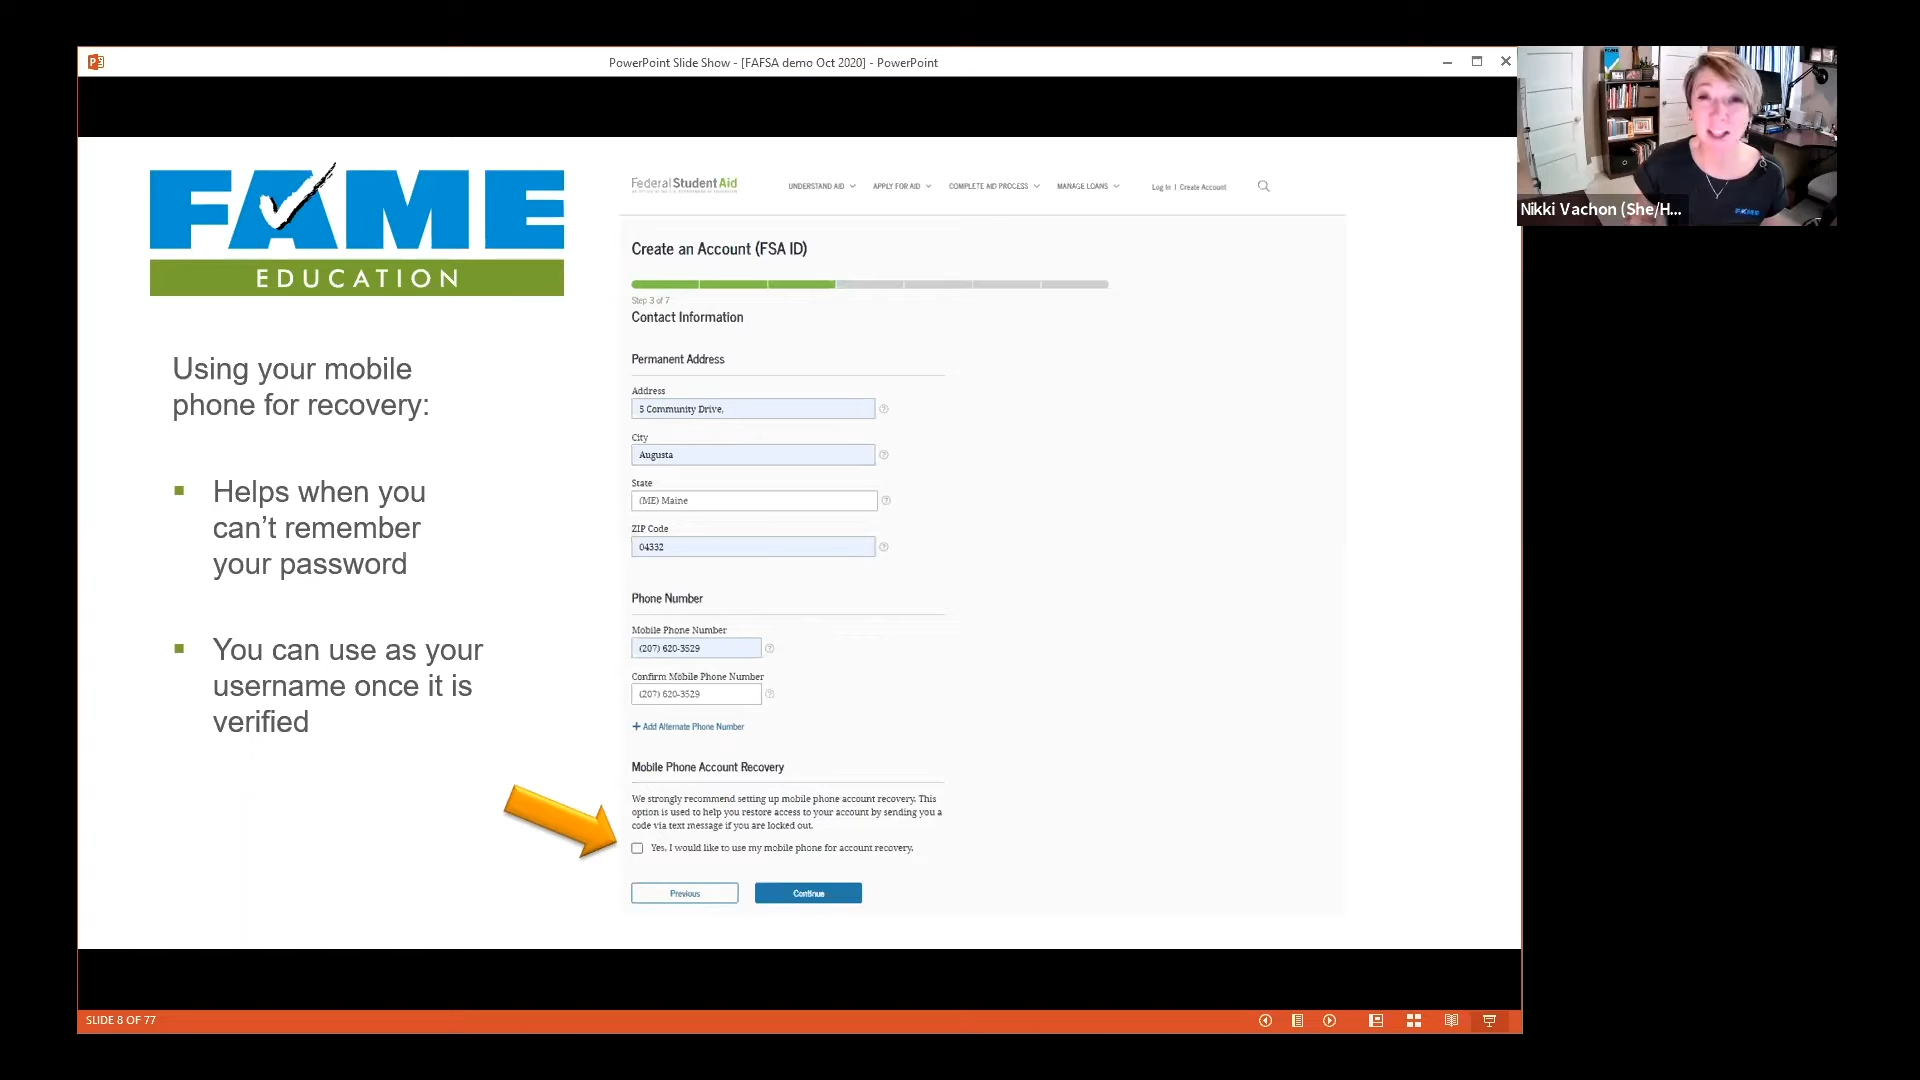 PowerPoint Slide Show - [FAFSA demo Oct 2020] - PowerPoint
FAME
EDUCATION
Using your mobile
phone for recovery:
Helps when you
can’t remember
your password
You can use as your
username once it is
verified
Federal Student Aid
UNDERSTAND AID
APPLY FOR AID
COMPLETE AID PROCESS
MANAGE LOANS
Log In | Create Account
Create an Account (FSA ID)
Step 3 of 7
Contact Information
Permanent Address
Address
5 Community Drive,
City
Augusta
State
(ME) Maine
ZIP Code
04332
Phone Number
Mobile Phone Number
(207) 620-3529
Confirm Mobile Phone Number
(207) 620-3529
+ Add Alternate Phone Number
Mobile Phone Account Recovery
We strongly recommend setting up mobile phone account recovery. This
option is used to help you restore access to your account by sending you a
code via text message if you are locked out.
Yes, I would like to use my mobile phone for account recovery.
Previous
Continue
SLIDE 8 OF 77
Nikki Vachon (She/H...
FAME